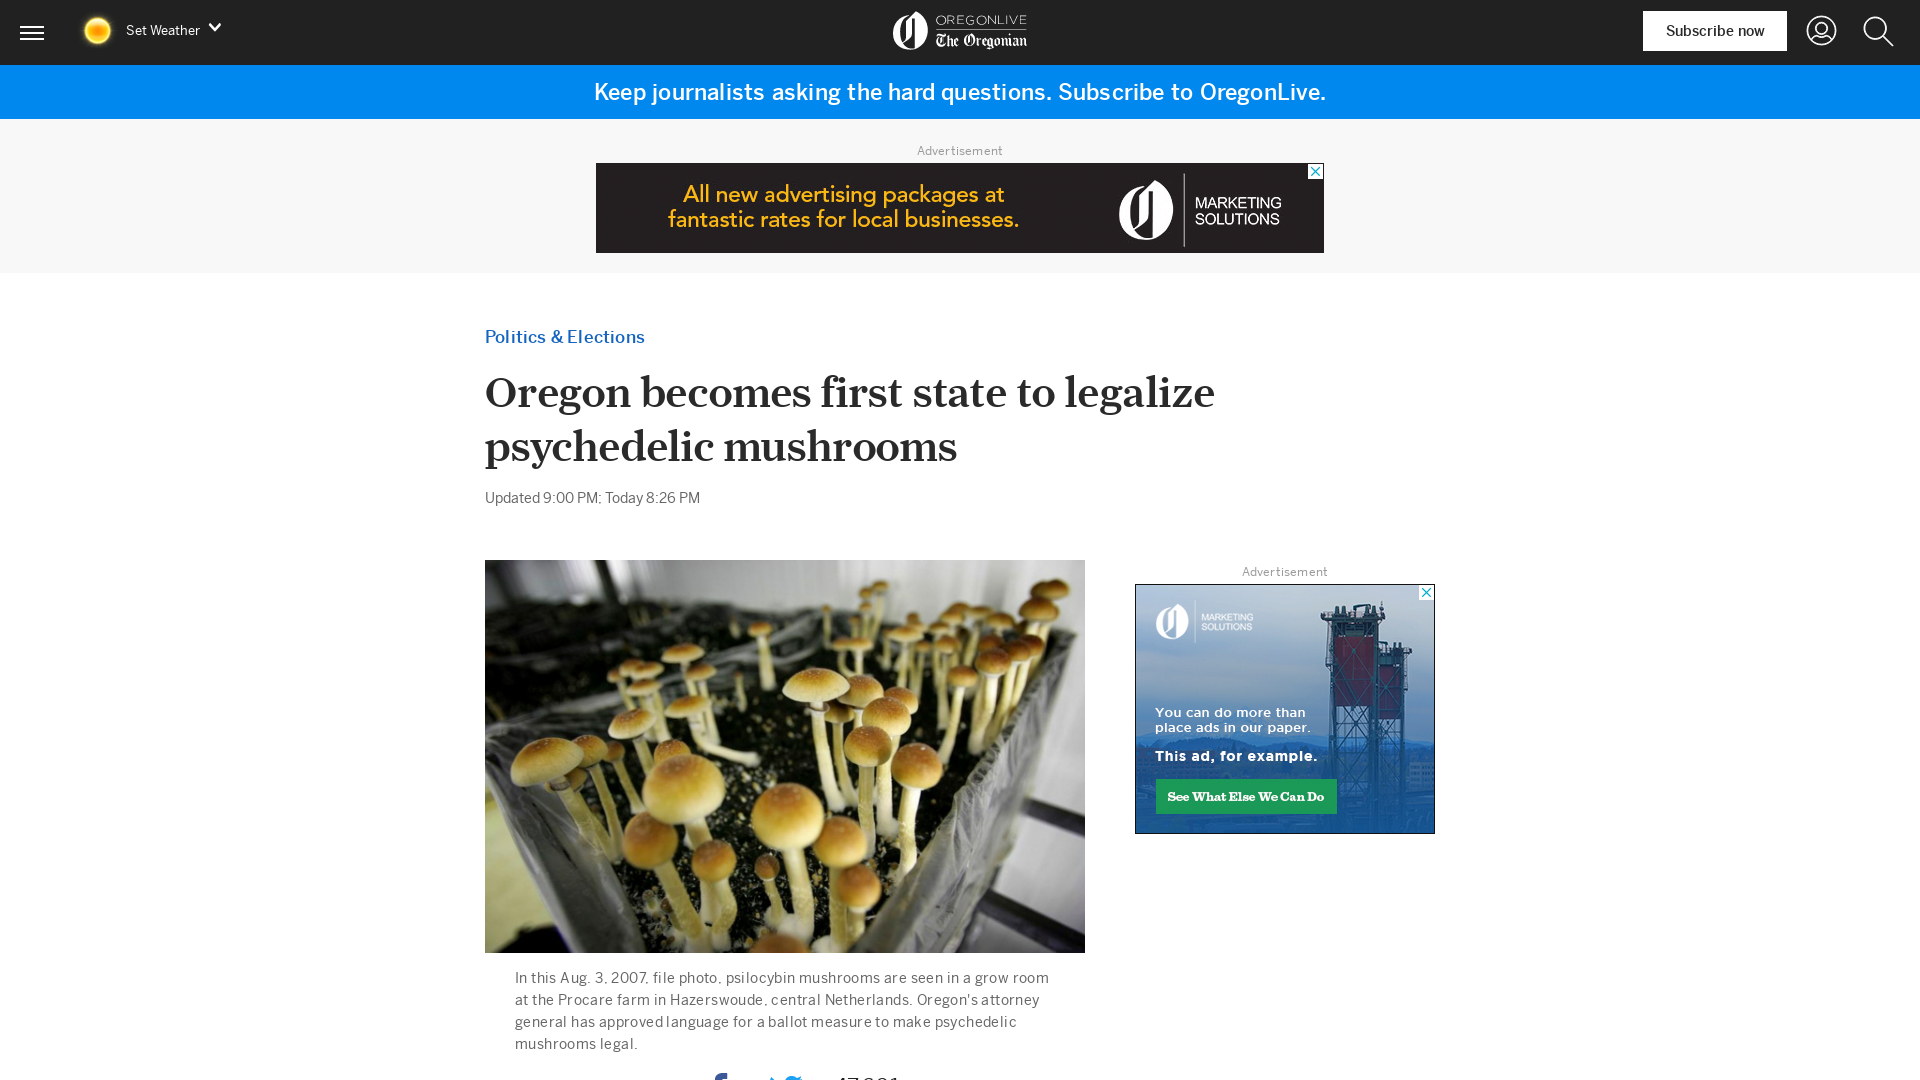 Set Weather
OREGONLIVE
The Oregonian
Subscribe now
Keep journalists asking the hard questions. Subscribe to OregonLive.
Advertisement
All new advertising packages at
fantastic rates for local businesses.
MARKETING
SOLUTIONS
Politics & Elections
Oregon becomes first state to legalize
psychedelic mushrooms
Updated 9:00 PM; Today 8:26 PM
Advertisement
MARKETING
SOLUTIONS
You can do more than
place ads in our paper.
This ad, for example.
See What Else We Can Do
In this Aug. 3, 2007, file photo, psilocybin mushrooms are seen in a grow room
at the Procare farm in Hazerswoude, central Netherlands. Oregon's attorney
general has approved language for a ballot measure to make psychedelic
mushrooms legal.